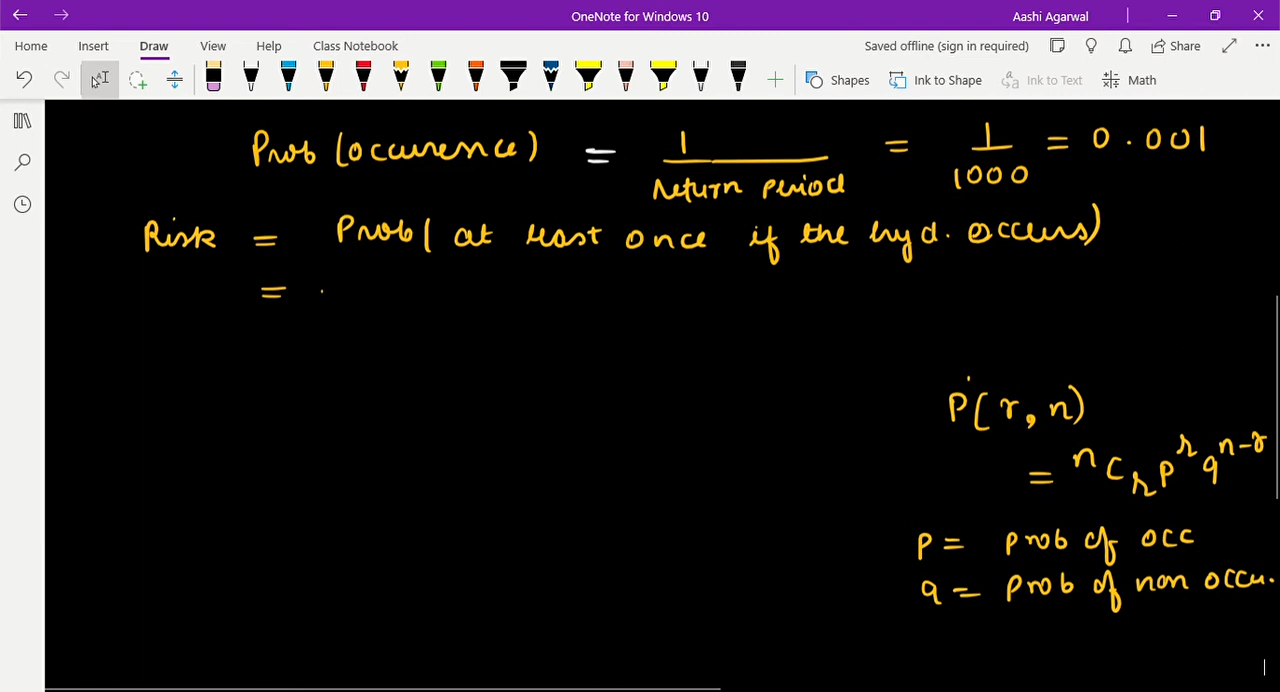 OneNote for Windows 10
Aashi Agarwal
Home Insert Draw View Help Class Notebook
Saved offline (sign in required) Share
Shapes Ink to Shape Ink to Text Math
Prob (occurence) = 1 / return period = 1 / 1000 = 0.001
Risk = Prob( at least once if the hyd. occurs)
= .
P(r, n)
= nCr p^r q^n-r
p = prob of occ
q = prob of non occu.